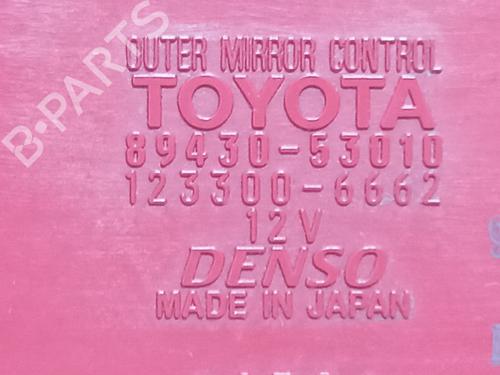 OUTER MIRROR CONTROL
TOYOTA
89430-53010
123300-6662
12V
DENSO
MADE IN JAPAN
B-PARTS